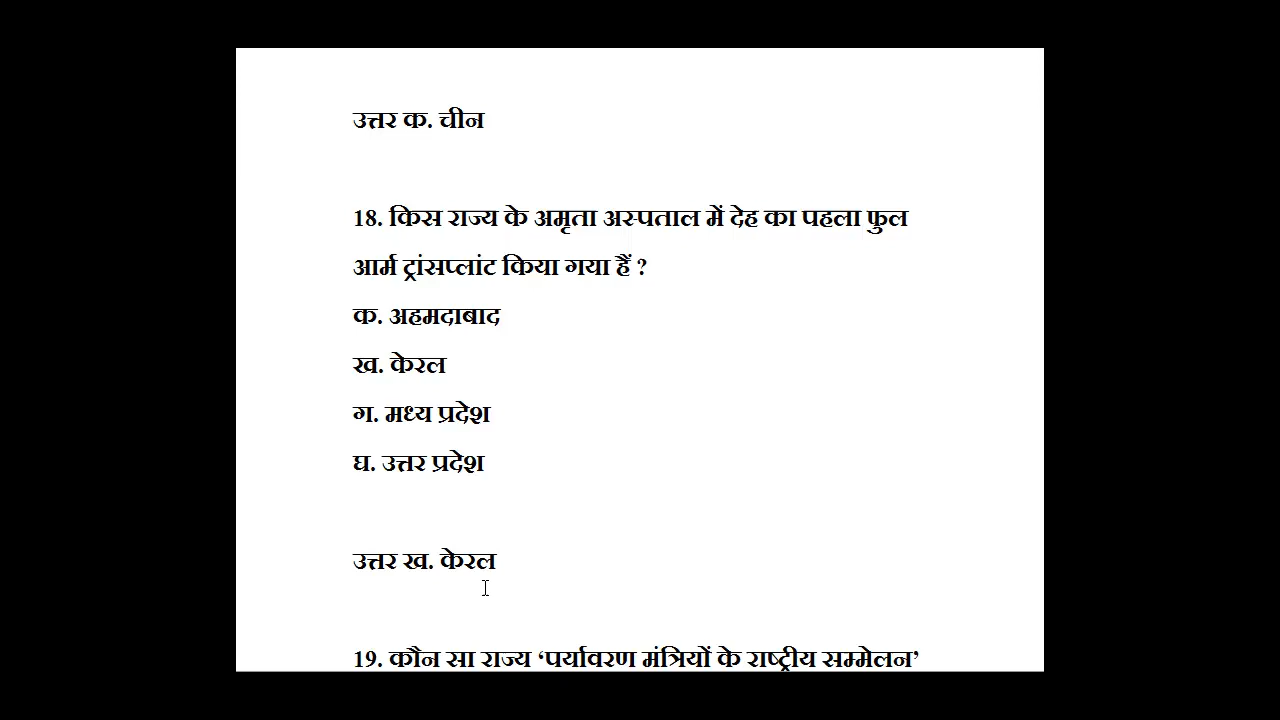 उत्तर क. चीन
18. किस राज्य के अमृता अस्पताल में देह का पहला फुल
आर्म ट्रांसप्लांट किया गया हैं ?
क. अहमदाबाद
ख. केरल
ग. मध्य प्रदेश
घ. उत्तर प्रदेश
उत्तर ख. केरल
19. कौन सा राज्य ‘पर्यावरण मंत्रियों के राष्ट्रीय सम्मेलन’